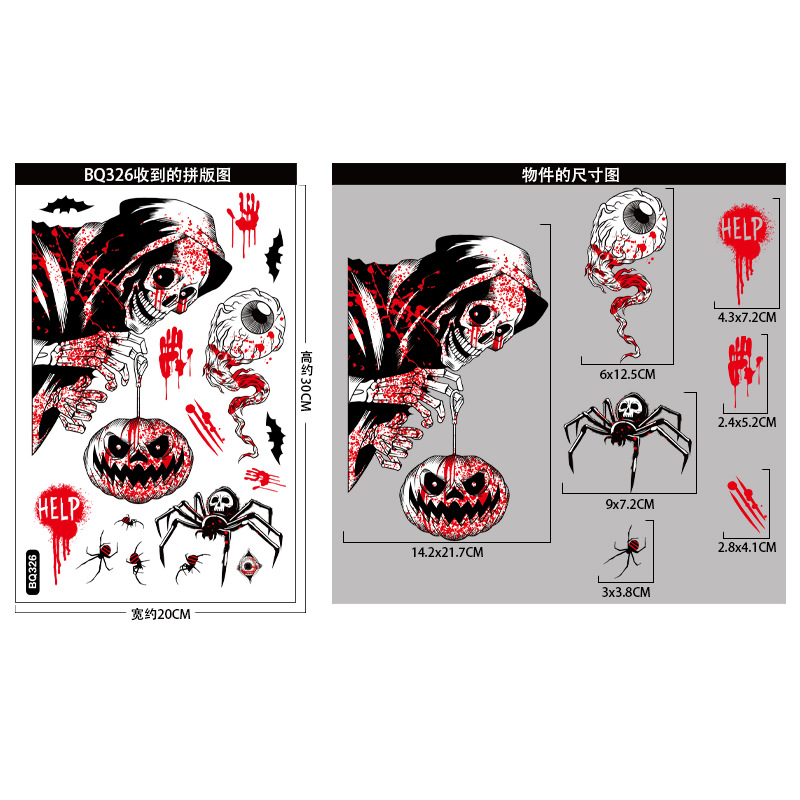 BQ326收到的拼版图
HELP
BQ326
高约30CM
宽约20CM
物件的尺寸图
HELP
4.3x7.2CM
6x12.5CM
2.4x5.2CM
9x7.2CM
14.2x21.7CM
2.8x4.1CM
3x3.8CM